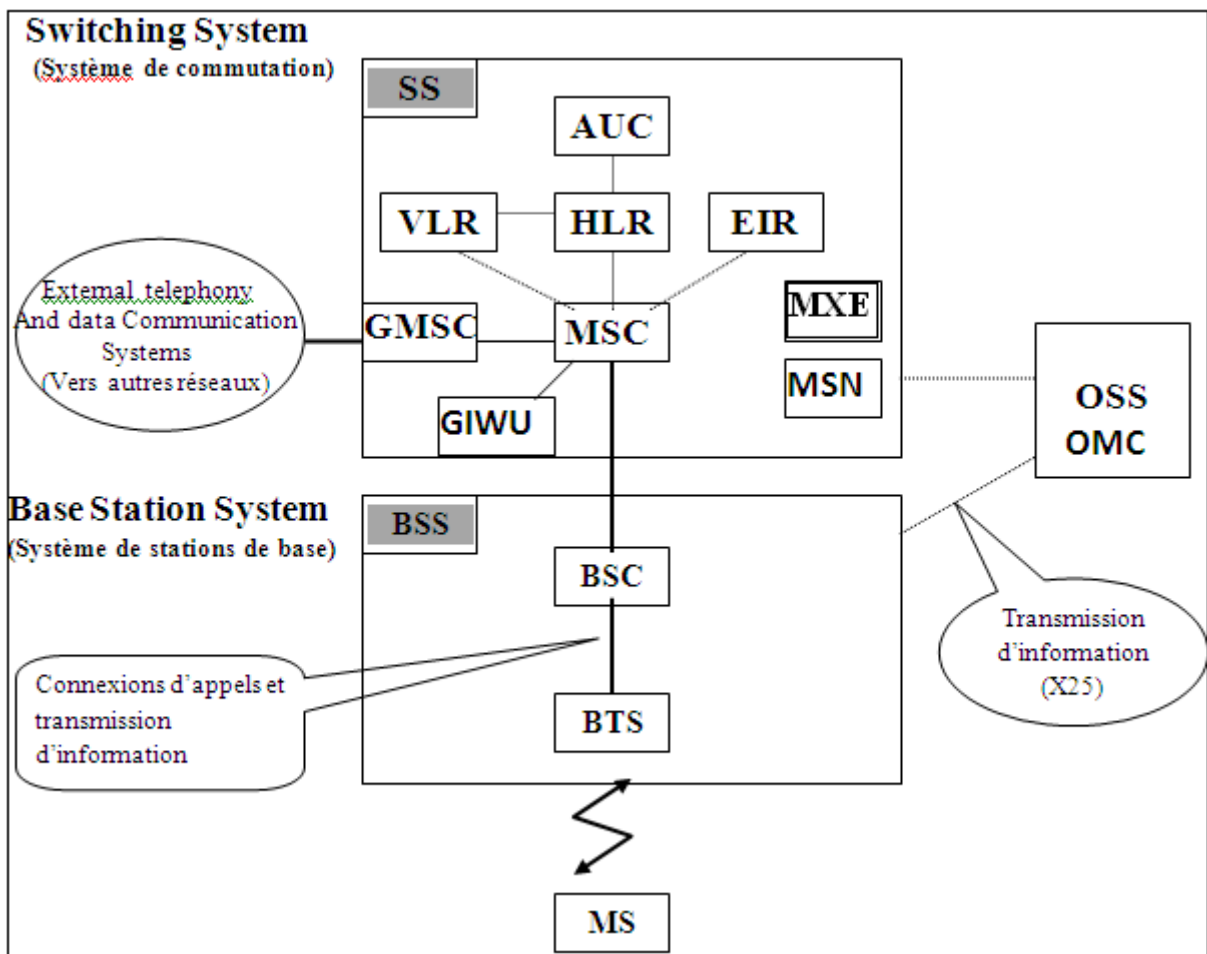 Switching System
(Système de commutation)
SS
AUC
VLR
HLR
EIR
External telephony
And data Communication
Systems
(Vers autres réseaux)
GMSC
MSC
MXE
MSN
GIWU
OSS
OMC
Base Station System
(Système de stations de base)
BSS
BSC
Transmission
d'information
(X25)
Connexions d'appels et
transmission
d'information
BTS
MS